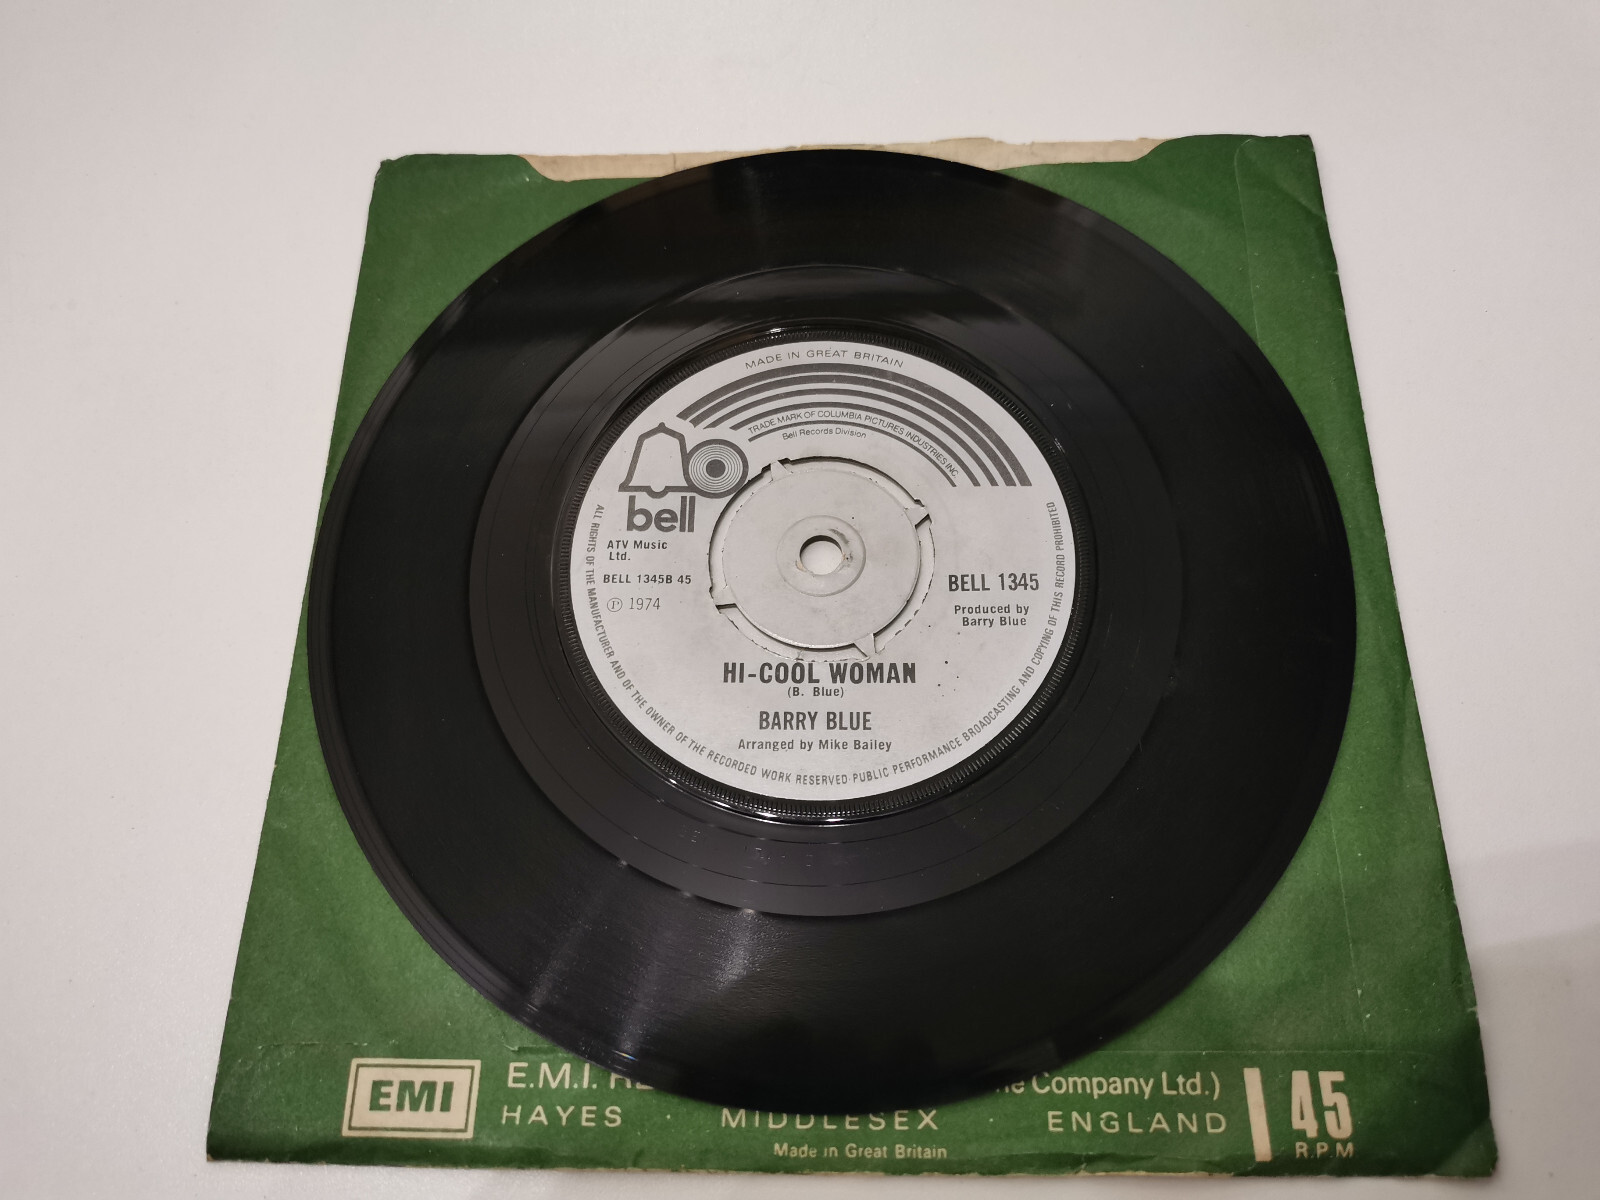 MADE IN GREAT BRITAIN
TRADE MARK OF COLUMBIA PICTURES INDUSTRIES INC.
Bell Records Division
bell
ATV Music
Ltd.
BELL 1345B 45
Ⓟ 1974
BELL 1345
Produced by
Barry Blue
HI-COOL WOMAN
(B. Blue)
BARRY BLUE
Arranged by Mike Bailey
ALL RIGHTS OF THE MANUFACTURER AND OF THE OWNER OF THE RECORDED WORK RESERVED PUBLIC PERFORMANCE BROADCASTING AND COPYING OF THIS RECORD PROHIBITED
EMI
E.M.I. Company Ltd.)
HAYES · MIDDLESEX · ENGLAND
Made in Great Britain
45
R.P.M